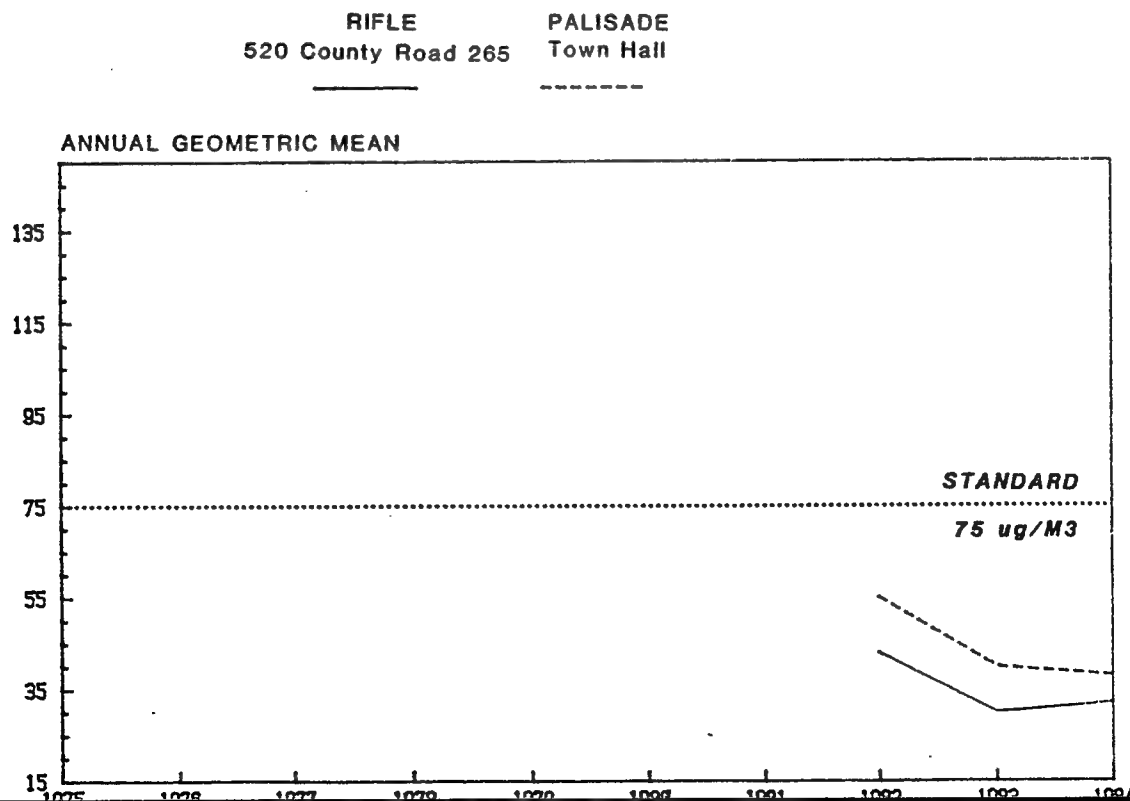 RIFLE PALISADE
520 County Road 265 Town Hall
ANNUAL GEOMETRIC MEAN
135
115
95
STANDARD
75
75 ug/M3
55
35
15